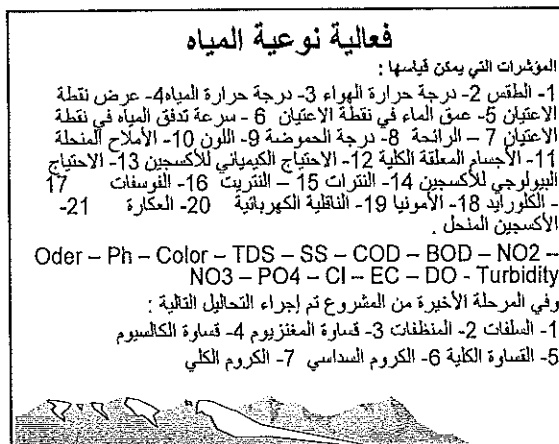 فعالية نوعية المياه
المؤشرات التي يمكن قياسها :
1- الطقس 2- درجة حرارة الهواء 3- درجة حرارة المياه 4- عرض نقطة
الاعتيان 5- عمق الماء في نقطة الاعتيان 6 - سرعة تدفق المياه في نقطة
الاعتيان 7 – الرائحة 8- درجة الحموضة 9- اللون 10- الأملاح المنحلة
11- الأجسام المعلقة الكلية 12- الاحتياج الكيميائي للأكسجين 13- الاحتياج
البيولوجي للأكسجين 14- النترات 15 – النتريت 16- الفوسفات 17
- الكلورايد 18- الأمونيا 19- الناقلية الكهربائية 20- العكارة 21-
الأكسجين المنحل .
Oder – Ph – Color – TDS – SS – COD – BOD – NO2 –
NO3 – PO4 – Cl – EC – DO - Turbidity
وفي المرحلة الأخيرة من المشروع تم إجراء التحاليل التالية :
1- السلفات 2- المنظفات 3- قساوة المغنزيوم 4- قساوة الكالسيوم
5- القساوة الكلية 6- الكروم السداسي 7- الكروم الكلي